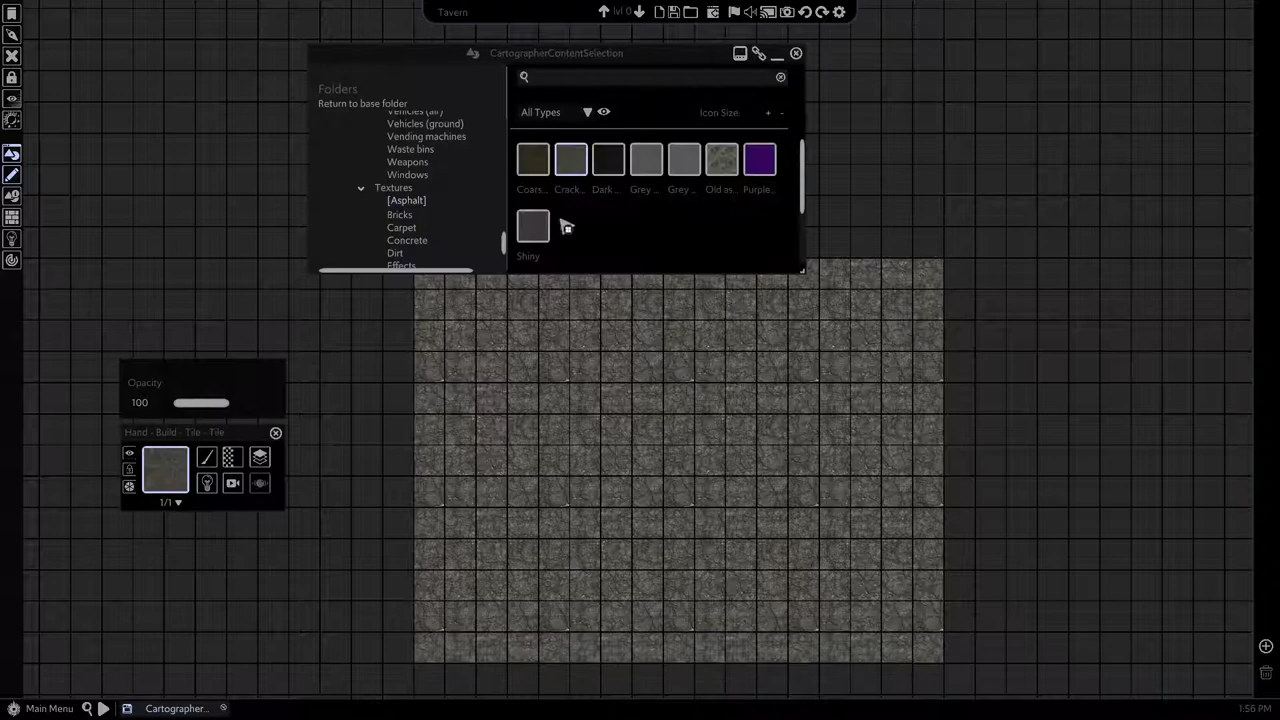 Tavern
lvl 0
CartographerContentSelection
Folders
Return to base folder
Vehicles (air)
Vehicles (ground)
Vending machines
Waste bins
Weapons
Windows
Textures
[Asphalt]
Bricks
Carpet
Concrete
Dirt
Effects
All Types
Icon Size
+ -
Coars... Crack... Dark ... Grey ... Grey ... Old as... Purple...
Shiny
Opacity
100
Hand - Build - Tile - Tile
1/1
Main Menu
Cartographer...
1:56 PM